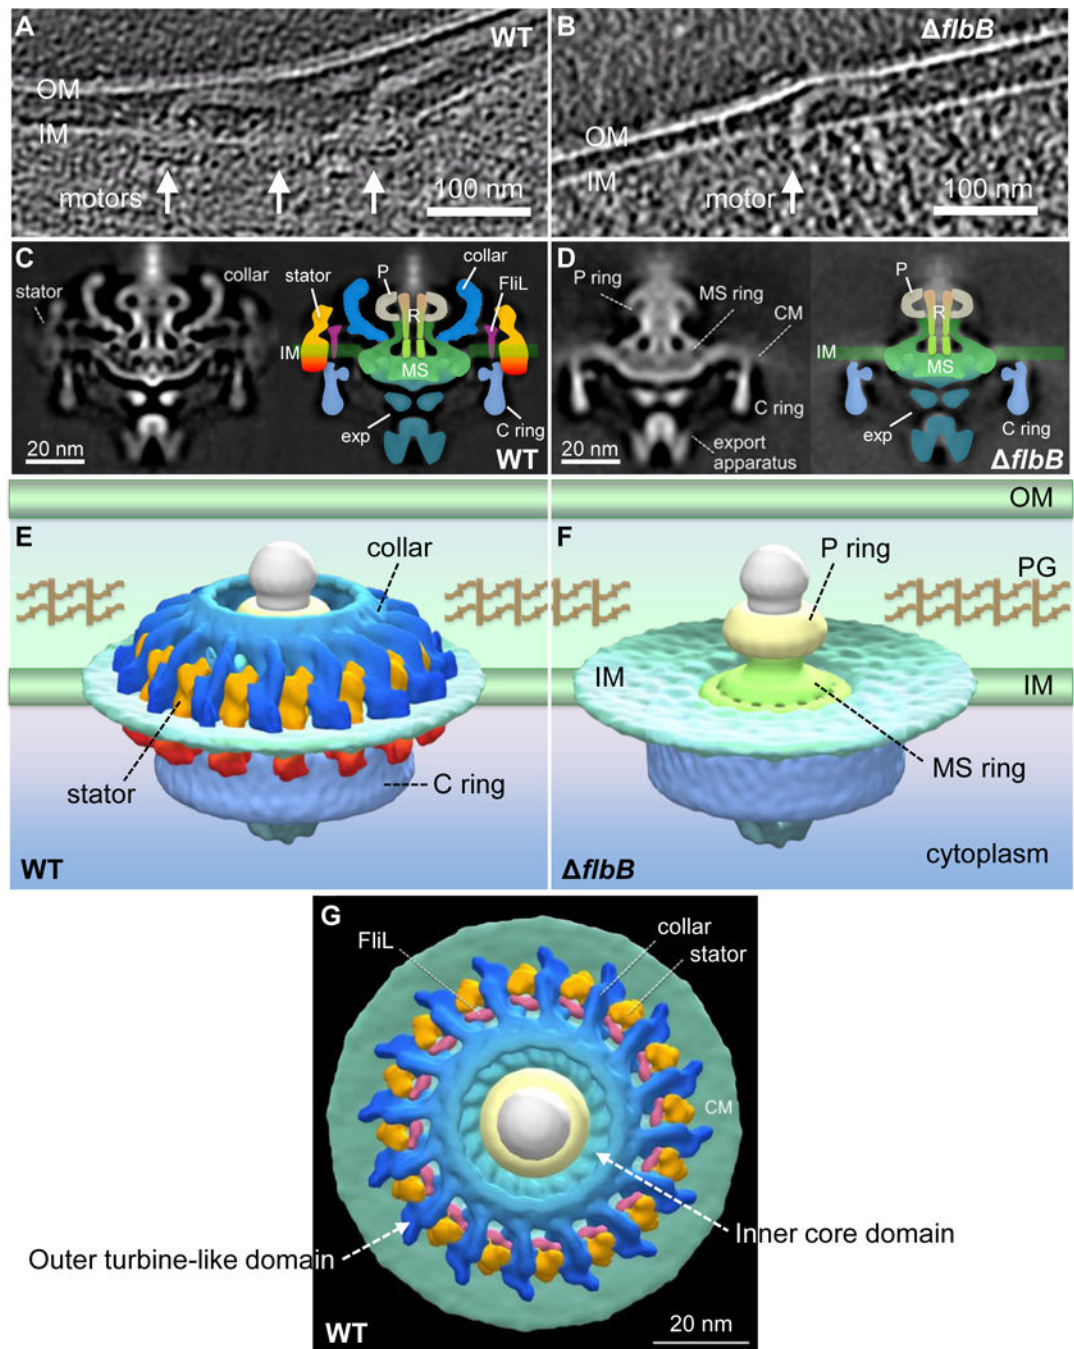 A
WT
OM
IM
motors
100 nm
B
ΔflbB
OM
IM
motor
100 nm
C
stator
collar
stator
P
collar
FliL
R
IM
MS
exp
C ring
20 nm
WT
D
P ring
MS ring
CM
P
R
IM
MS
C ring
exp
C ring
export
apparatus
20 nm
ΔflbB
E
collar
stator
C ring
WT
OM
F
P ring
PG
IM
IM
MS ring
cytoplasm
ΔflbB
G
FliL
collar
stator
CM
Outer turbine-like domain
Inner core domain
WT
20 nm